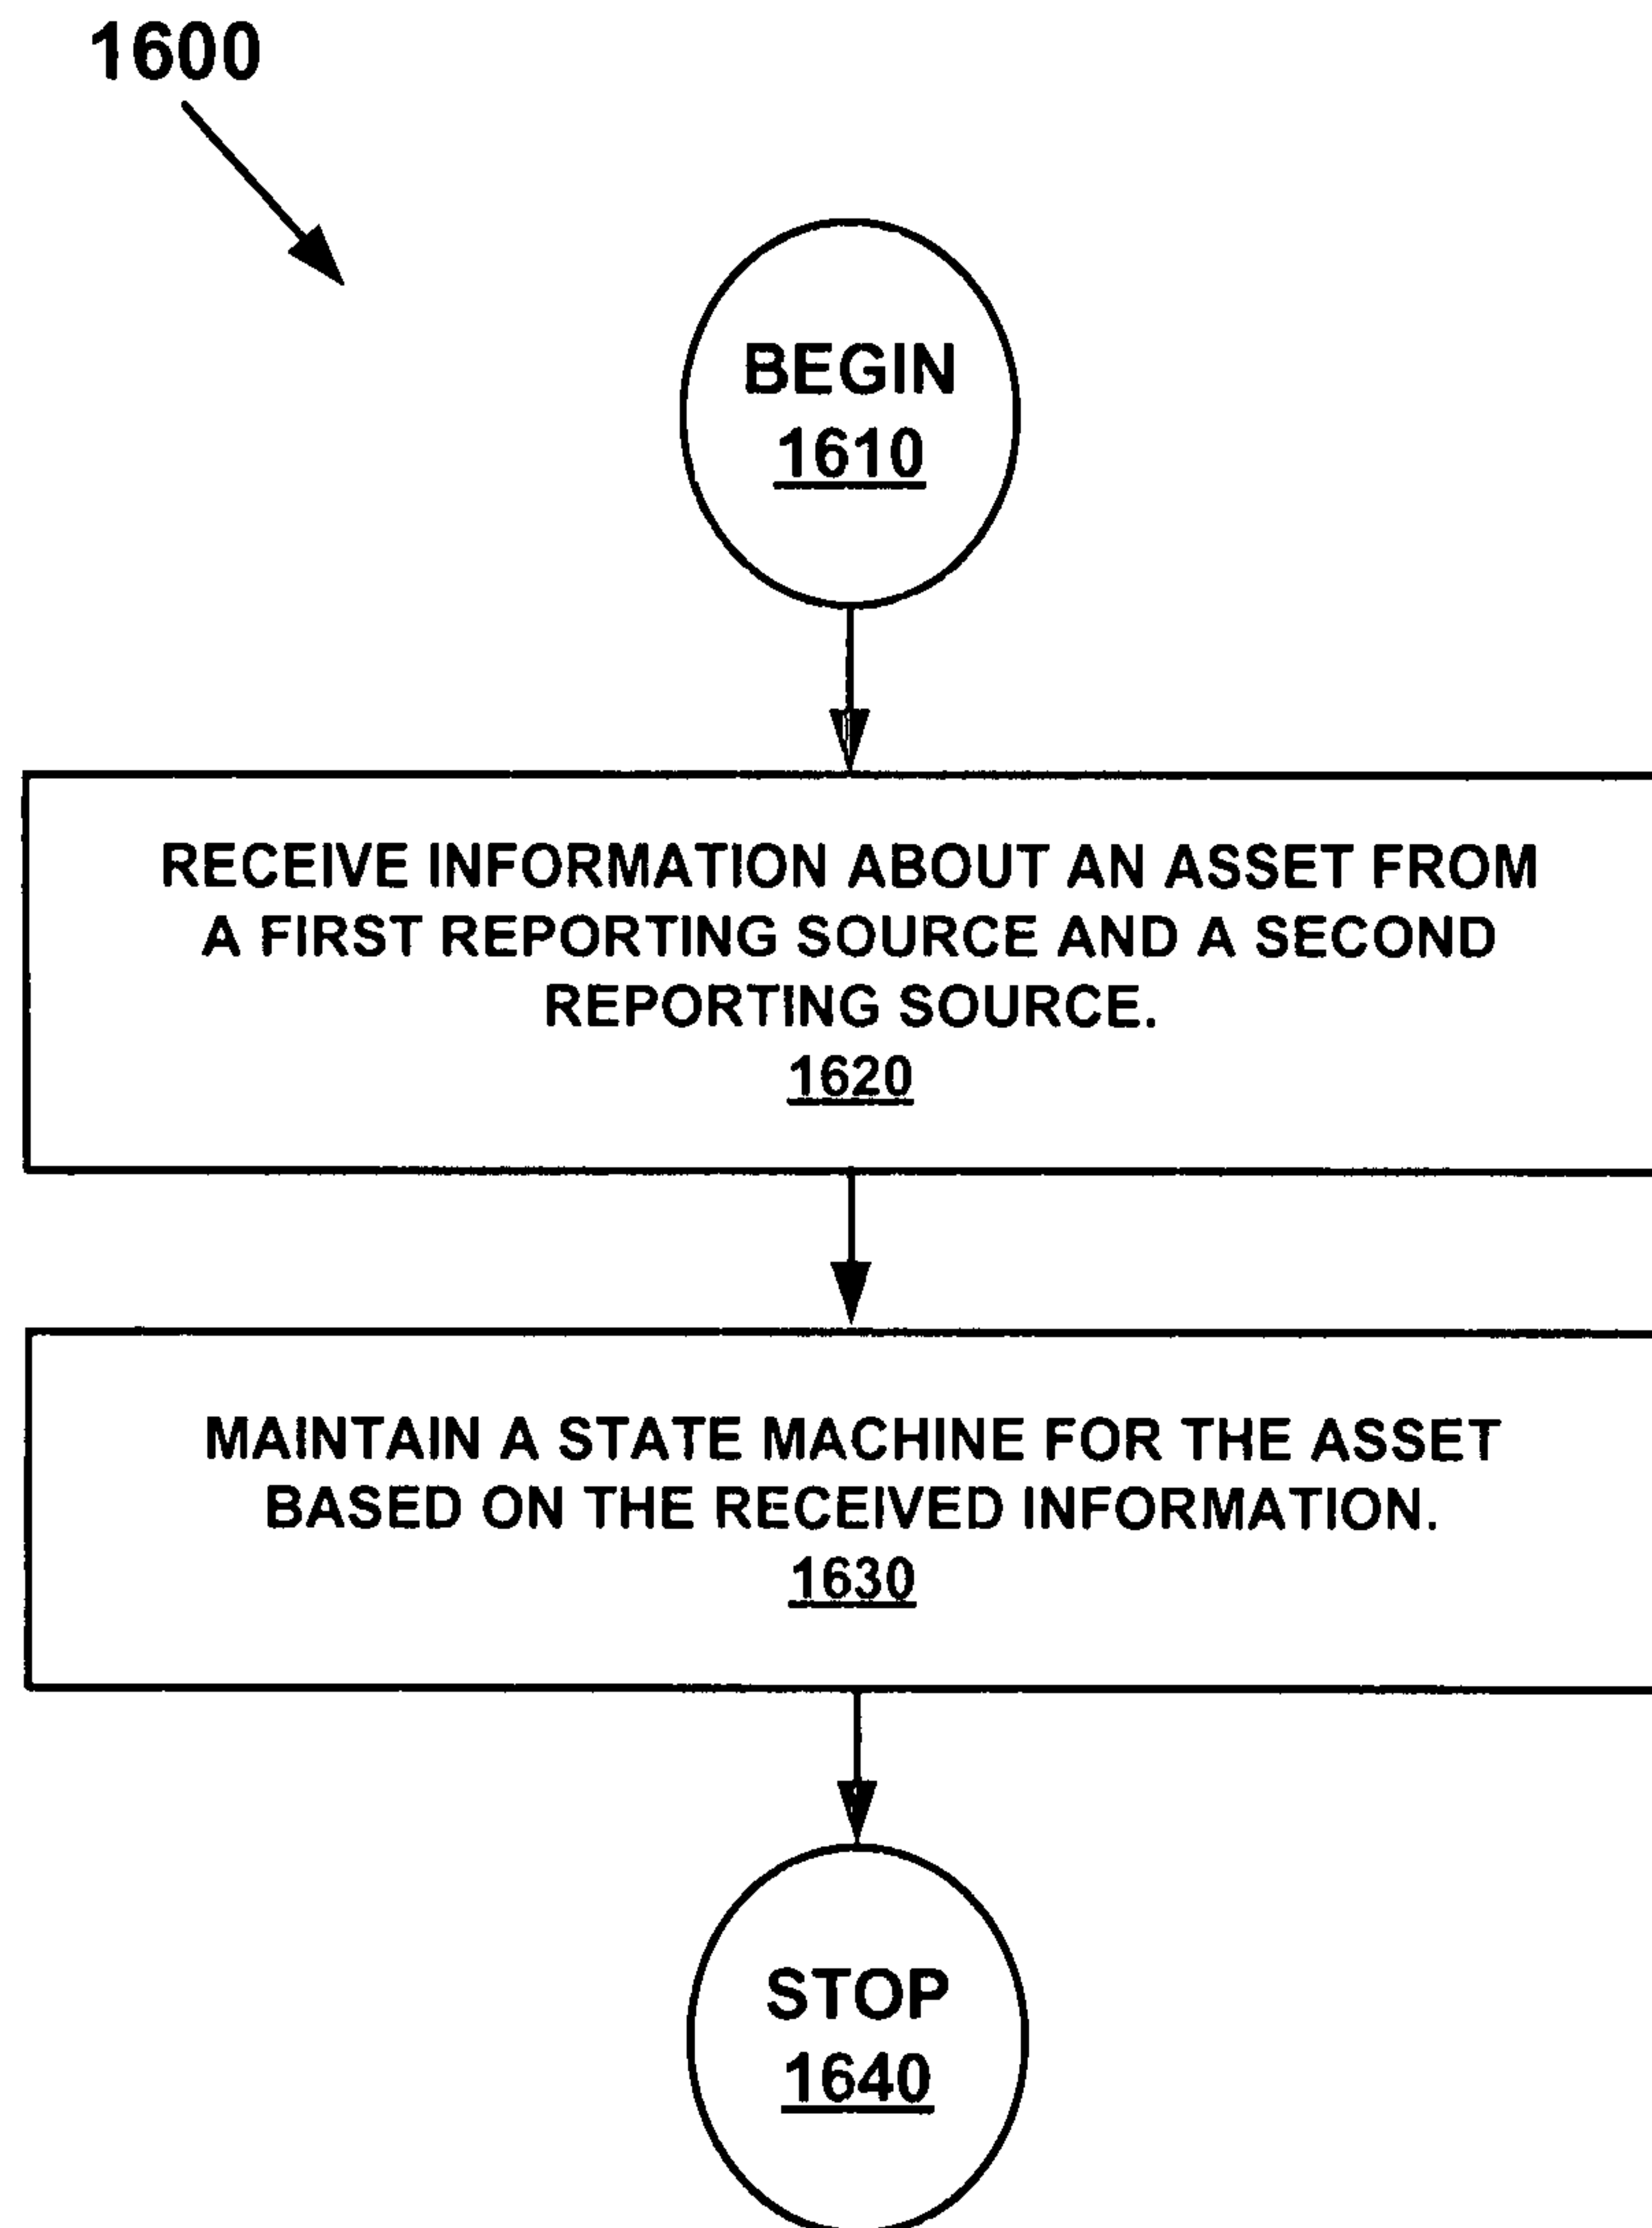 1600
BEGIN
1610
RECEIVE INFORMATION ABOUT AN ASSET FROM
A FIRST REPORTING SOURCE AND A SECOND
REPORTING SOURCE.
1620
MAINTAIN A STATE MACHINE FOR THE ASSET
BASED ON THE RECEIVED INFORMATION.
1630
STOP
1640